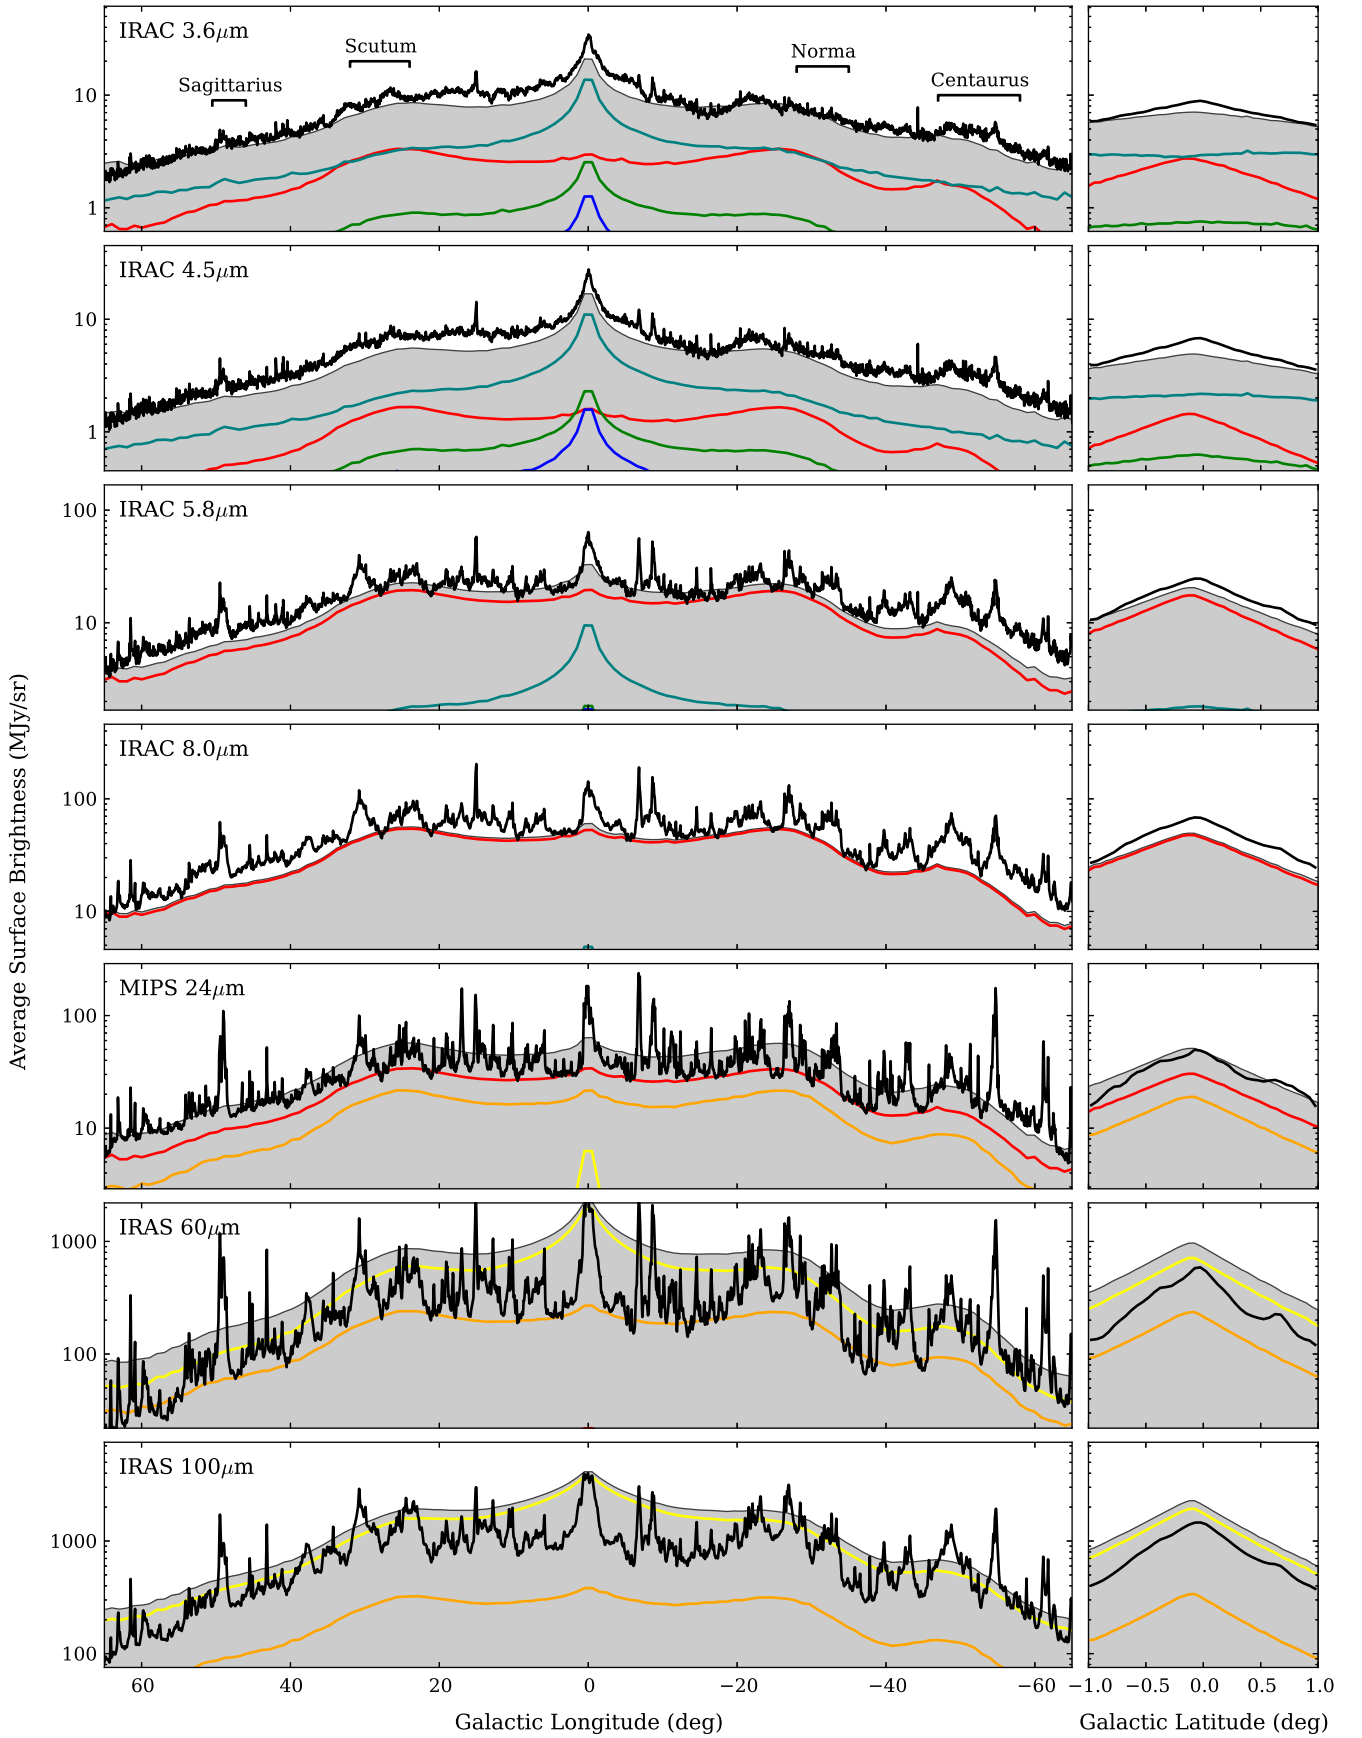 IRAC 3.6μm
Sagittarius
Scutum
Norma
Centaurus
10
1
IRAC 4.5μm
10
1
IRAC 5.8μm
100
10
IRAC 8.0μm
100
10
MIPS 24μm
100
10
IRAS 60μm
1000
100
IRAS 100μm
1000
100
Average Surface Brightness (MJy/sr)
60 40 20 0 −20 −40 −60
−1.0 −0.5 0.0 0.5 1.0
Galactic Longitude (deg)
Galactic Latitude (deg)